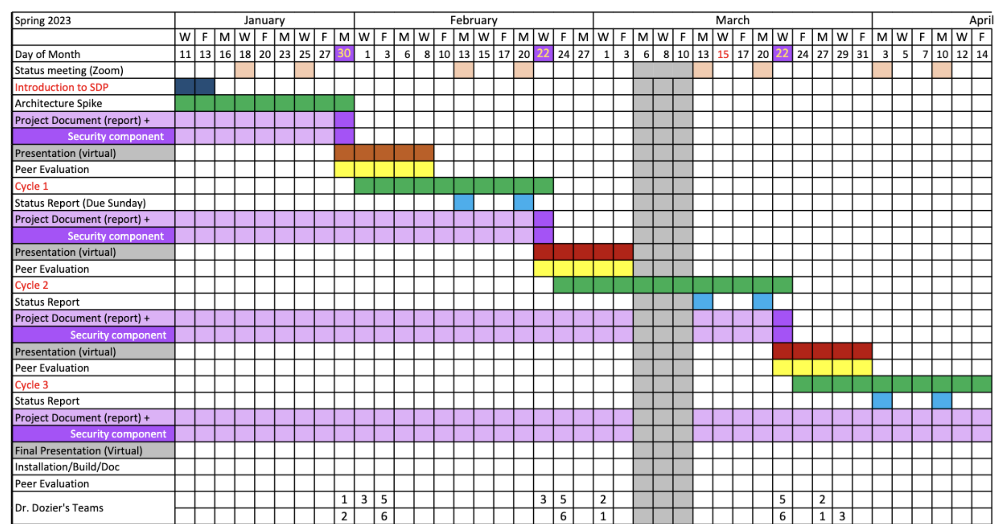 Spring 2023 January February March April
W F M W F M W F M W F M W F M W F M W F M W F M W F M W F M W F M W F M W F M W F
Day of Month 11 13 16 18 20 23 25 27 30 1 3 6 8 10 13 15 17 20 22 24 27 1 3 6 8 10 13 15 17 20 22 24 27 29 31 3 5 7 10 12 14
Status meeting (Zoom)
Introduction to SDP
Architecture Spike
Project Document (report) +
Security component
Presentation (virtual)
Peer Evaluation
Cycle 1
Status Report (Due Sunday)
Project Document (report) +
Security component
Presentation (virtual)
Peer Evaluation
Cycle 2
Status Report
Project Document (report) +
Security component
Presentation (virtual)
Peer Evaluation
Cycle 3
Status Report
Project Document (report) +
Security component
Final Presentation (Virtual)
Installation/Build/Doc
Peer Evaluation
Dr. Dozier's Teams
1 3 5 3 5 2 5 2
2 6 6 1 6 1 3